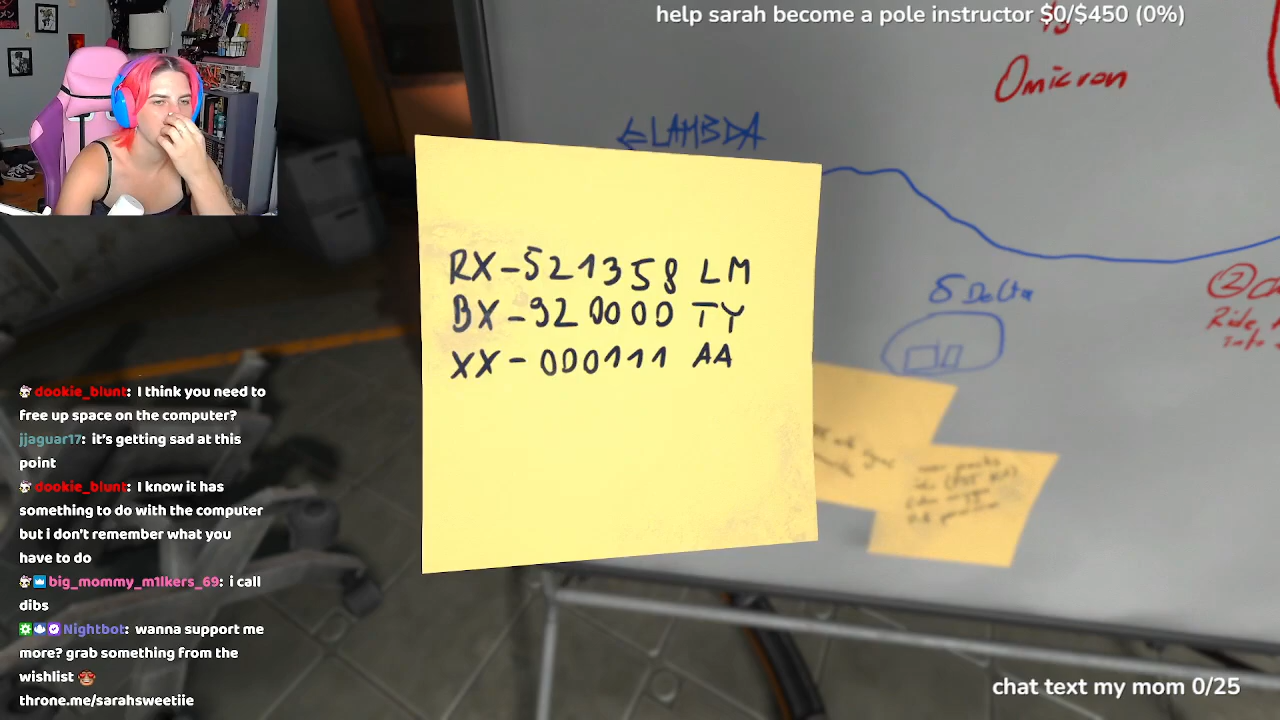 help sarah become a pole instructor $0/$450 (0%)
Omicron
←LAMBDA
RX-521358 LM
BX-920000 TY
XX-000111 AA
δ Delta
②
Ride,
dookie_blunt: I think you need to
free up space on the computer?
jjaguar17: it's getting sad at this
point
dookie_blunt: I know it has
something to do with the computer
but i don't remember what you
have to do
big_mommy_m1lkers_69: i call
dibs
Nightbot: wanna support me
more? grab something from the
wishlist
throne.me/sarahsweetiie
chat text my mom 0/25